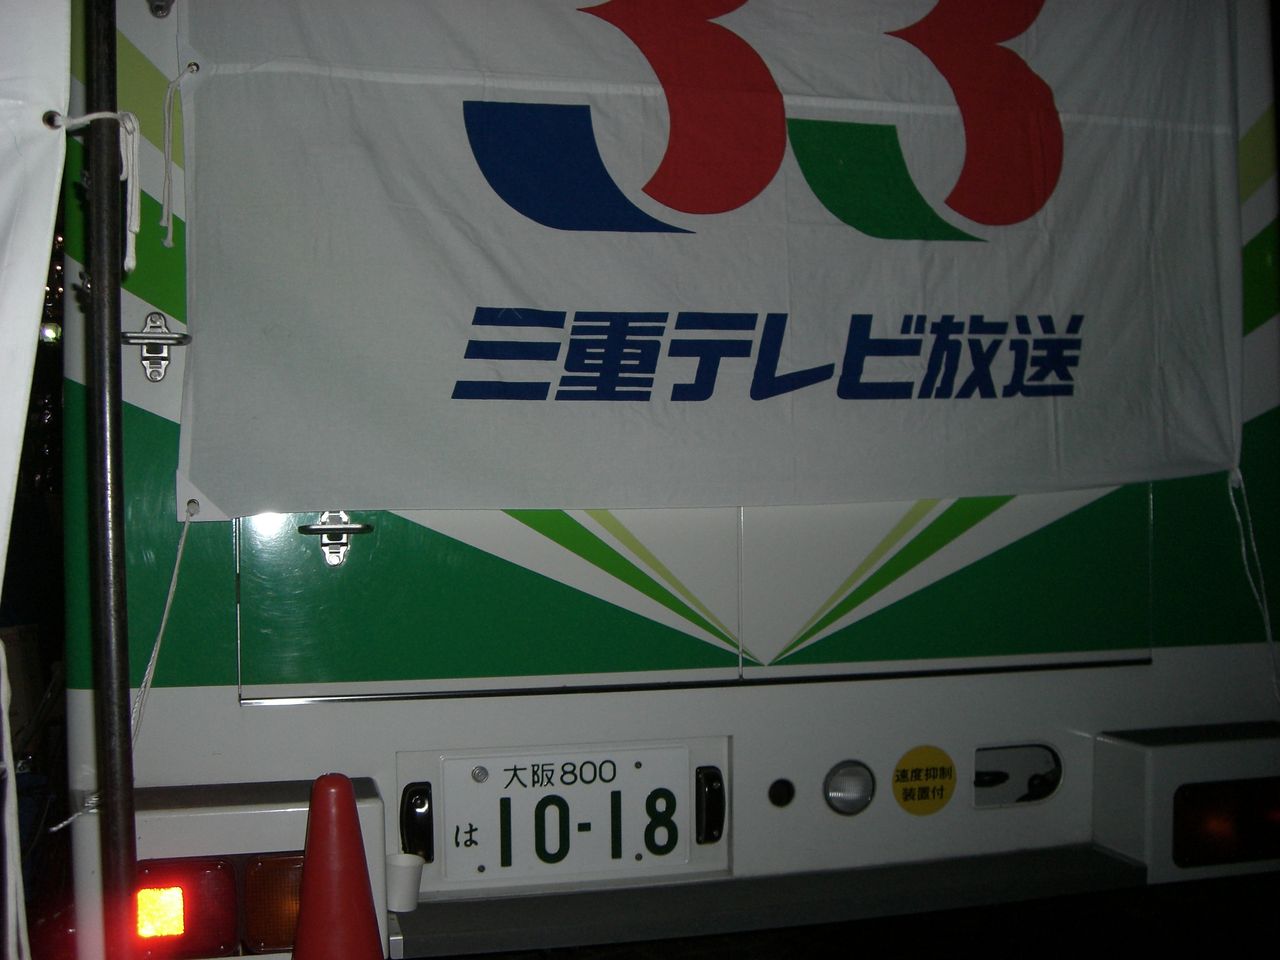 33
三重テレビ放送
大阪800
は 10-18
速度抑制
装置付